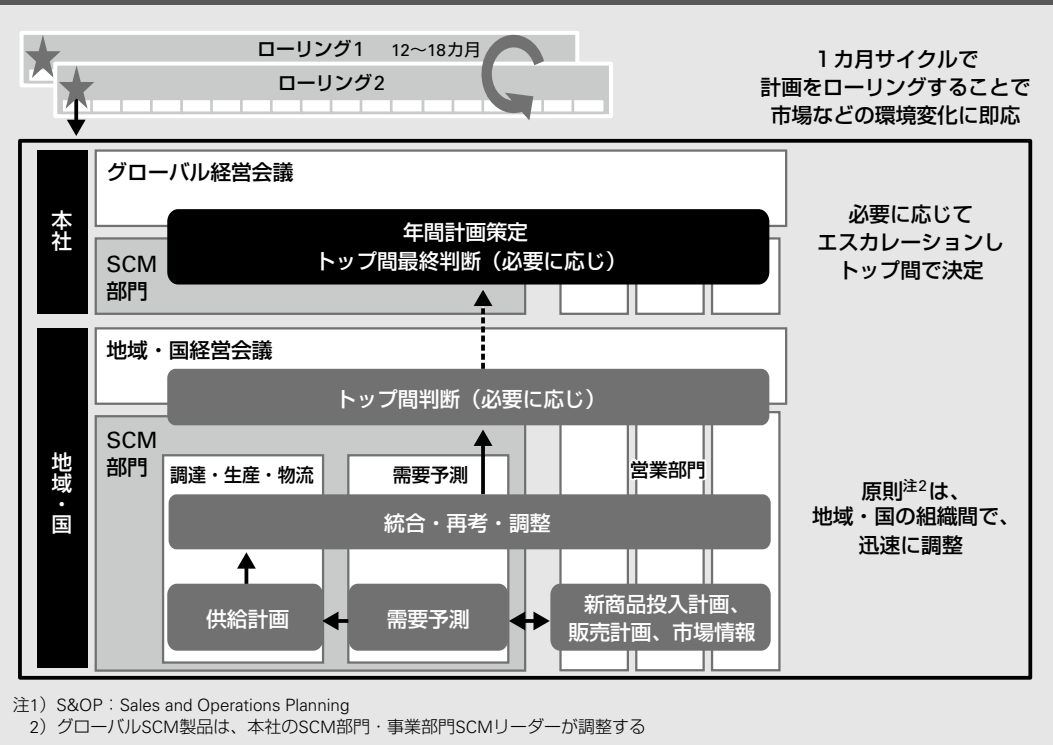 ローリング1 12〜18カ月
ローリング2
1カ月サイクルで
計画をローリングすることで
市場などの環境変化に即応
本社
グローバル経営会議
年間計画策定
トップ間最終判断（必要に応じ）
SCM
部門
必要に応じて
エスカレーションし
トップ間で決定
地域・国
地域・国経営会議
トップ間判断（必要に応じ）
SCM
部門
調達・生産・物流
需要予測
営業部門
統合・再考・調整
供給計画
需要予測
新商品投入計画、
販売計画、市場情報
原則注2は、
地域・国の組織間で、
迅速に調整
注1）S&OP：Sales and Operations Planning
2）グローバルSCM製品は、本社のSCM部門・事業部門SCMリーダーが調整する